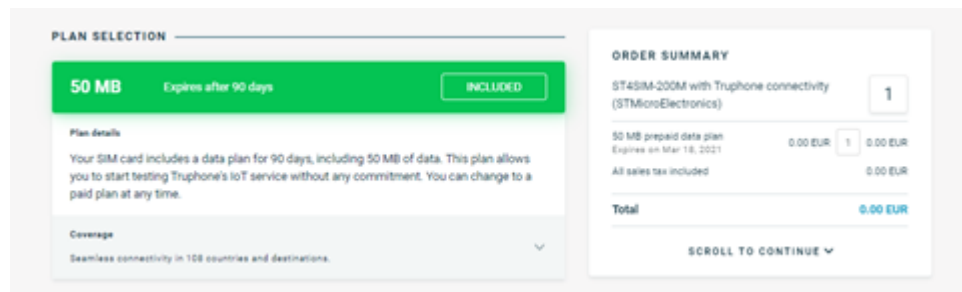 PLAN SELECTION
50 MB Expires after 90 days INCLUDED
Plan details
Your SIM card includes a data plan for 90 days, including 50 MB of data. This plan allows
you to start testing Truphone's IoT service without any commitment. You can change to a
paid plan at any time.
Coverage
Seamless connectivity in 108 countries and destinations.
ORDER SUMMARY
ST4SIM-200M with Truphone connectivity
(STMicroElectronics)
1
50 MB prepaid data plan
Expires on Mar 18, 2021
0.00 EUR 1 0.00 EUR
All sales tax included 0.00 EUR
Total 0.00 EUR
SCROLL TO CONTINUE